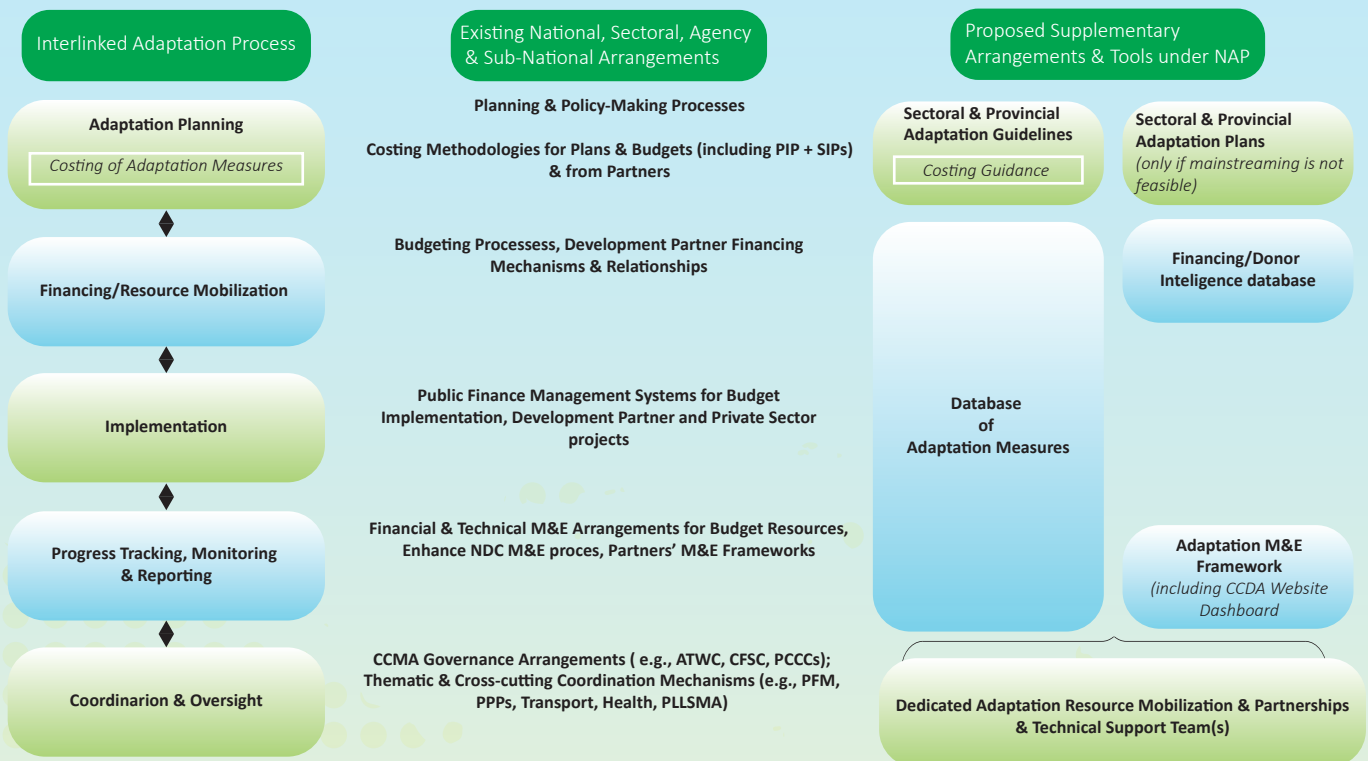 Interlinked Adaptation Process
Existing National, Sectoral, Agency
& Sub-National Arrangements
Proposed Supplementary
Arrangements & Tools under NAP
Adaptation Planning
Costing of Adaptation Measures
Planning & Policy-Making Processes
Costing Methodologies for Plans & Budgets (including PIP + SIPs)
& from Partners
Sectoral & Provincial
Adaptation Guidelines
Costing Guidance
Sectoral & Provincial
Adaptation Plans
(only if mainstreaming is not
feasible)
Financing/Resource Mobilization
Budgeting Processess, Development Partner Financing
Mechanisms & Relationships
Financing/Donor
Inteligence database
Implementation
Public Finance Management Systems for Budget
Implementation, Development Partner and Private Sector
projects
Database
of
Adaptation Measures
Progress Tracking, Monitoring
& Reporting
Financial & Technical M&E Arrangements for Budget Resources,
Enhance NDC M&E proces, Partners’ M&E Frameworks
Adaptation M&E
Framework
(including CCDA Website
Dashboard
Coordinarion & Oversight
CCMA Governance Arrangements ( e.g., ATWC, CFSC, PCCCs);
Thematic & Cross-cutting Coordination Mechanisms (e.g., PFM,
PPPs, Transport, Health, PLLSMA)
Dedicated Adaptation Resource Mobilization & Partnerships
& Technical Support Team(s)